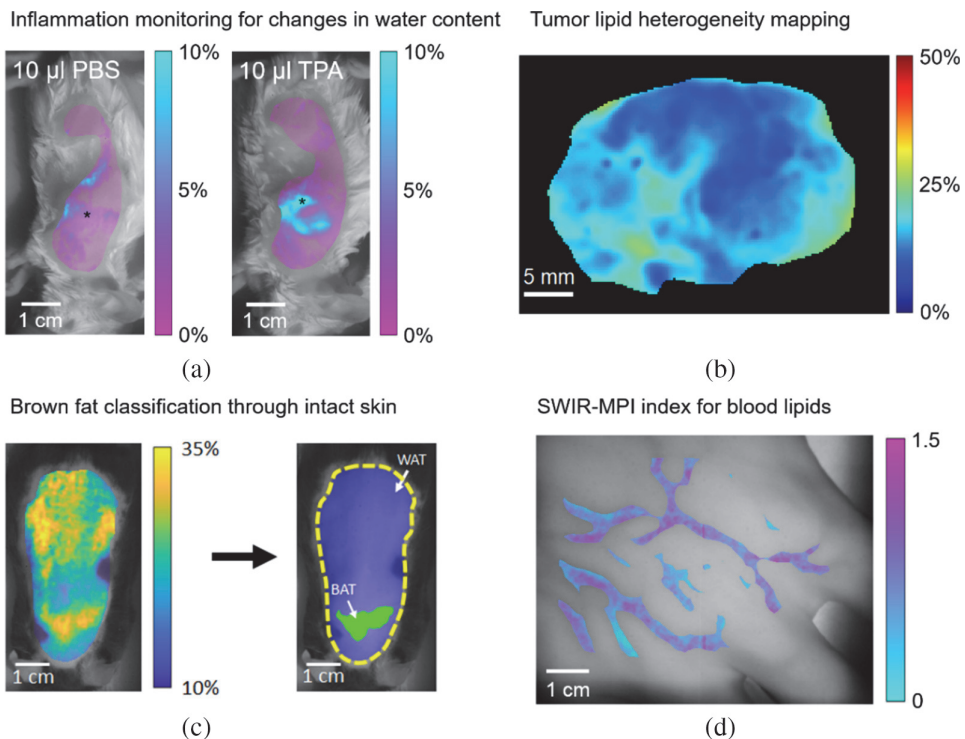 Inflammation monitoring for changes in water content
10 µl PBS
*
1 cm
10%
5%
0%
10 µl TPA
*
1 cm
10%
5%
0%
(a)
Tumor lipid heterogeneity mapping
5 mm
50%
25%
0%
(b)
Brown fat classification through intact skin
1 cm
35%
10%
WAT
BAT
1 cm
(c)
SWIR-MPI index for blood lipids
1 cm
1.5
0
(d)